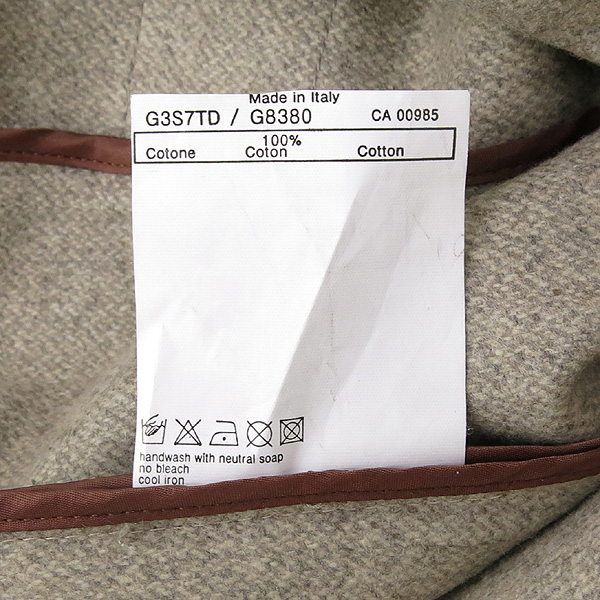 Made in Italy
G3S7TD / G8380 CA 00985
100%
Cotone Coton Cotton
handwash with neutral soap
no bleach
cool iron